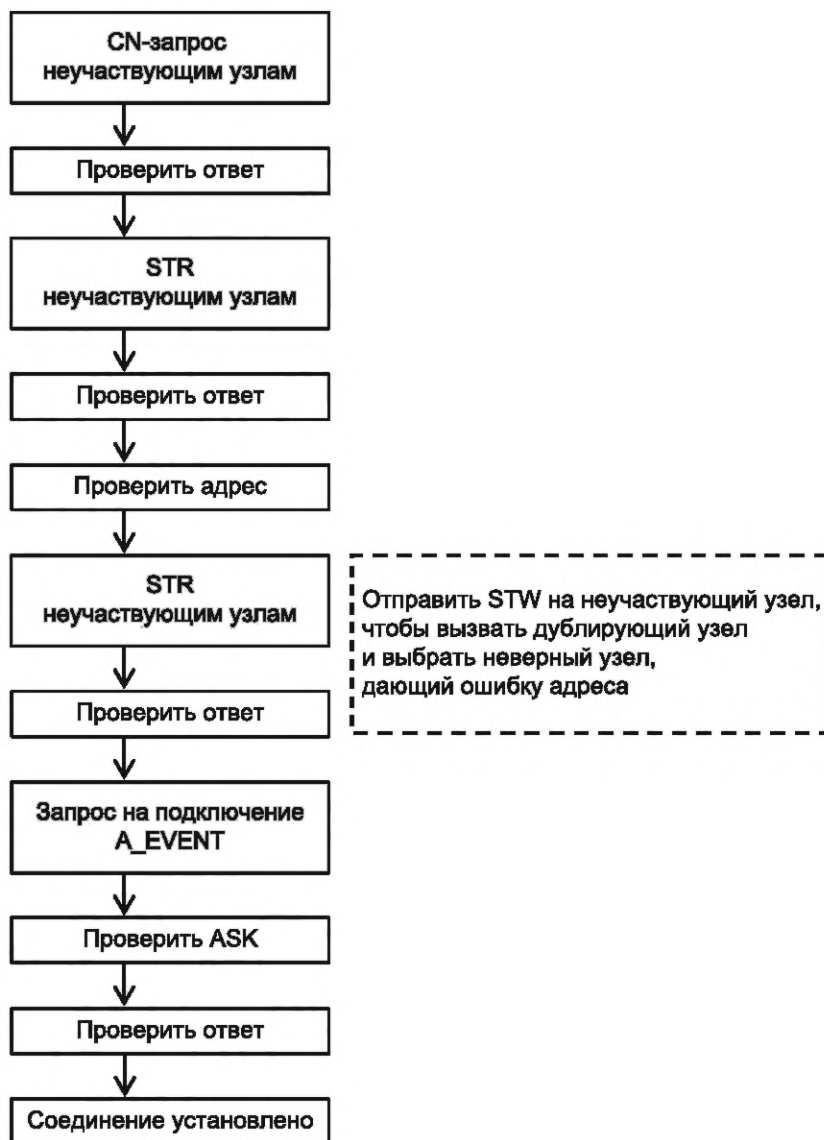 CN-запрос
неучаствующим узлам
Проверить ответ
STR
неучаствующим узлам
Проверить ответ
Проверить адрес
STR
неучаствующим узлам
Отправить STW на неучаствующий узел,
чтобы вызвать дублирующий узел
и выбрать неверный узел,
дающий ошибку адреса
Проверить ответ
Запрос на подключение
A_EVENT
Проверить ASK
Проверить ответ
Соединение установлено